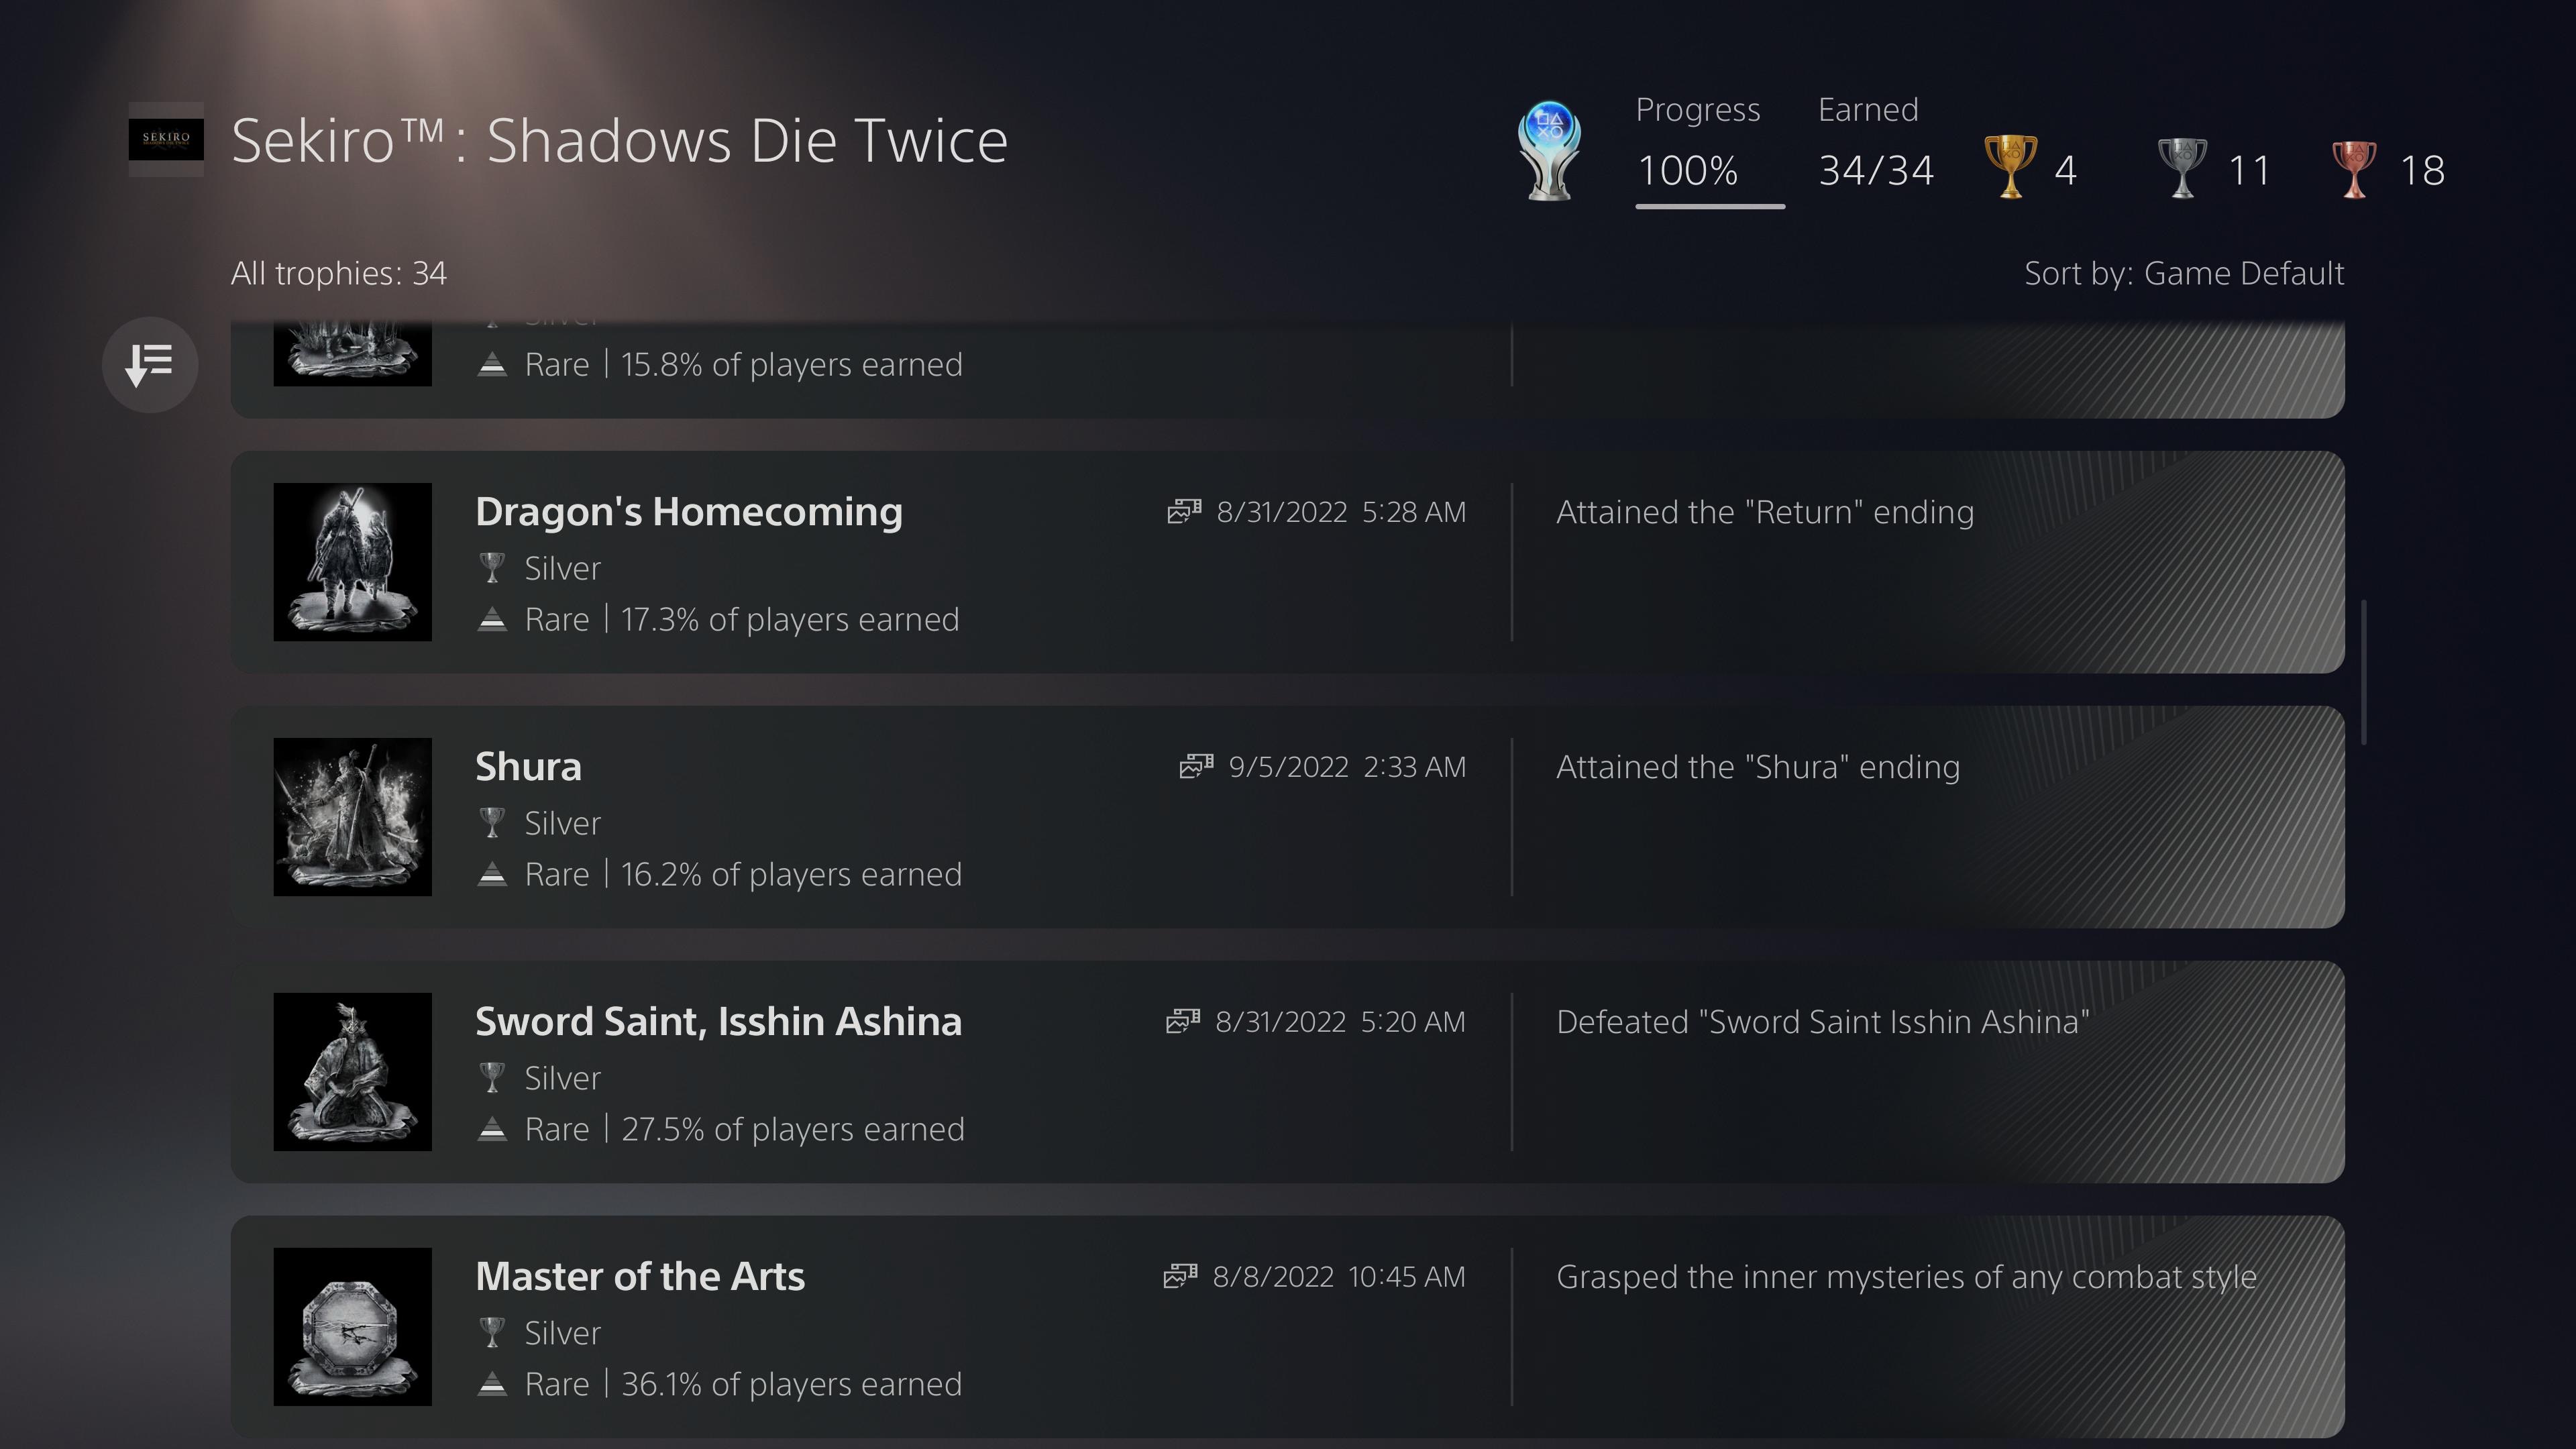 SEKIRO
SHADOWS DIE TWICE
Sekiro™: Shadows Die Twice
Progress
100%
Earned
34/34
4
11
18
All trophies: 34
Sort by: Game Default
Silver
Rare | 15.8% of players earned
Dragon's Homecoming
8/31/2022 5:28 AM
Attained the "Return" ending
Silver
Rare | 17.3% of players earned
Shura
9/5/2022 2:33 AM
Attained the "Shura" ending
Silver
Rare | 16.2% of players earned
Sword Saint, Isshin Ashina
8/31/2022 5:20 AM
Defeated "Sword Saint Isshin Ashina"
Silver
Rare | 27.5% of players earned
Master of the Arts
8/8/2022 10:45 AM
Grasped the inner mysteries of any combat style
Silver
Rare | 36.1% of players earned